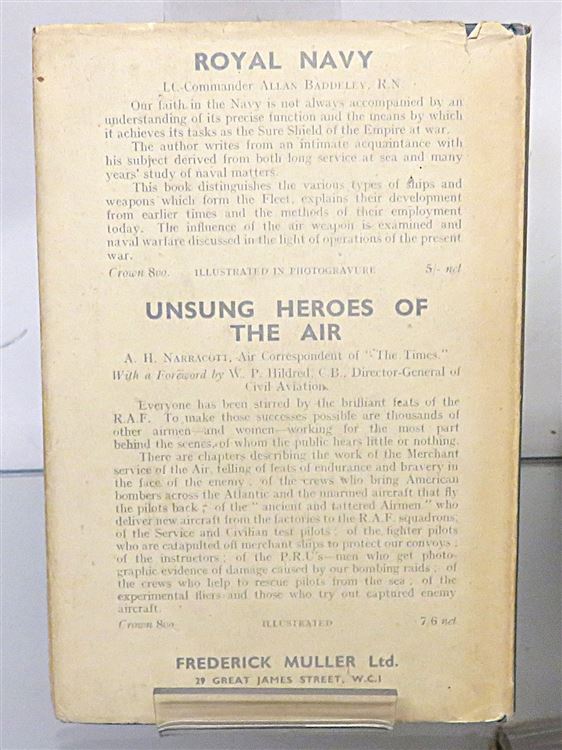 ROYAL NAVY
Lt.-Commander ALLAN BADDELEY, R.N.
Our faith in the Navy is not always accompanied by an
understanding of its precise function and the means by which
it achieves its tasks as the Sure Shield of the Empire at war.
The author writes from an intimate acquaintance with
his subject derived from both long service at sea and many
years' study of naval matters.
This book distinguishes the various types of ships and
weapons which form the Fleet, explains their development
from earlier times and the methods of their employment
today. The influence of the air weapon is examined and
naval warfare discussed in the light of operations of the present
war.
Crown 8vo. ILLUSTRATED IN PHOTOGRAVURE 5/- net
UNSUNG HEROES OF
THE AIR
A. H. NARRACOTT, Air Correspondent of "The Times."
With a Foreword by W. P. Hildred, C.B., Director-General of
Civil Aviation.
Everyone has been stirred by the brilliant feats of the
R.A.F. To make those successes possible are thousands of
other airmen—and women—working for the most part
behind the scenes, of whom the public hears little or nothing.
There are chapters describing the work of the Merchant
service of the Air, telling of feats of endurance and bravery in
the face of the enemy; of the crews who bring American
bombers across the Atlantic and the unarmed aircraft that fly
the pilots back; of the "ancient and tattered Airmen" who
deliver new aircraft from the factories to the R.A.F. squadrons;
of the Service and Civilian test pilots; of the fighter pilots
who are catapulted off merchant ships to protect our convoys;
of the instructors; of the P.R.U's—men who get photo-
graphic evidence of damage caused by our bombing raids; of
the crews who help to rescue pilots from the sea; of the
experimental fliers and those who try out captured enemy
aircraft.
Crown 8vo ILLUSTRATED 7/6 net
FREDERICK MULLER Ltd.
29 GREAT JAMES STREET, W.C.1